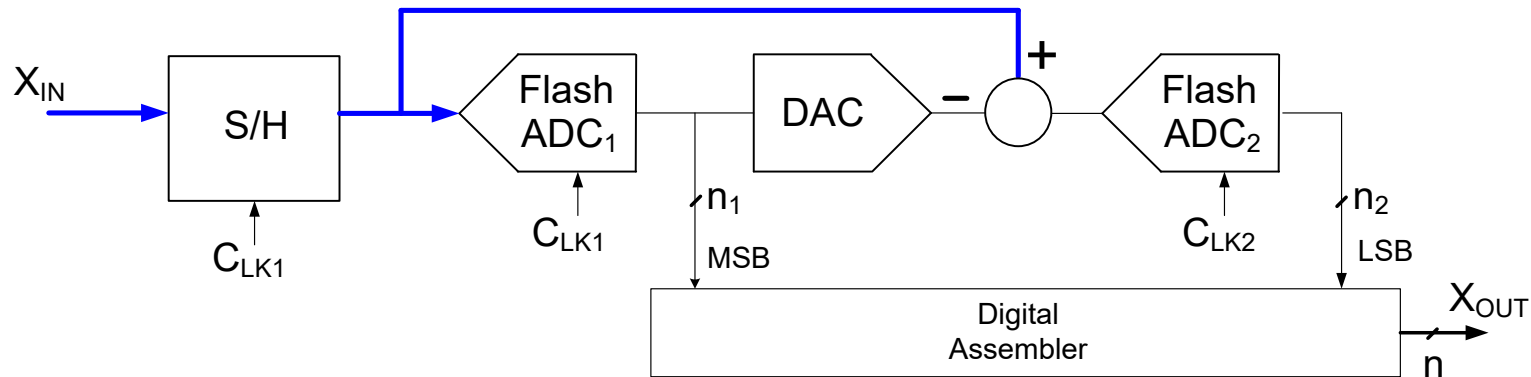 X_IN
S/H
C_LK1
Flash
ADC_1
C_LK1
n_1
MSB
DAC
−
+
Flash
ADC_2
C_LK2
n_2
LSB
Digital
Assembler
X_OUT
n